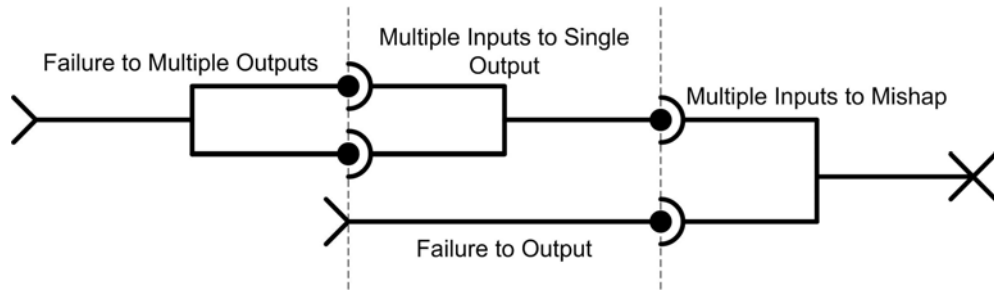 Failure to Multiple Outputs
Multiple Inputs to Single
Output
Multiple Inputs to Mishap
Failure to Output